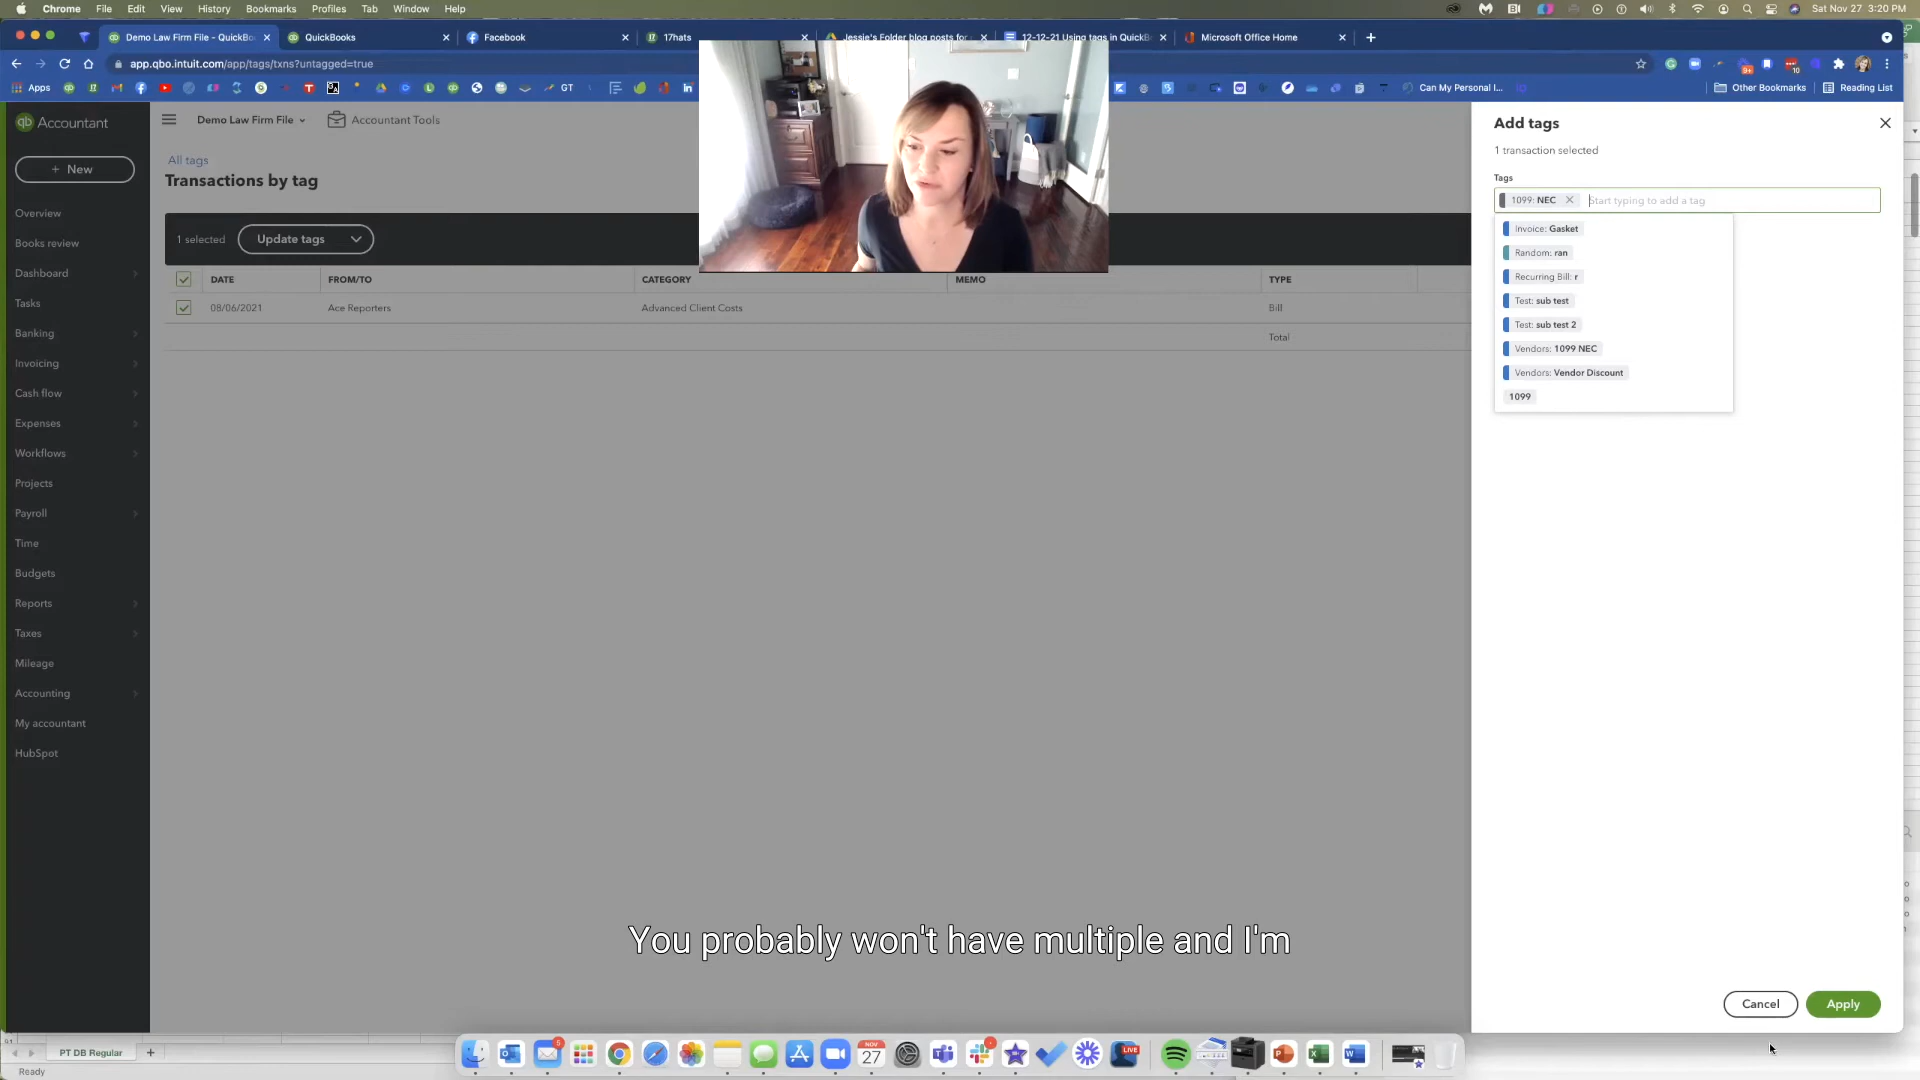 Chrome File Edit View History Bookmarks Profiles Tab Window Help
Sat Nov 27 3:20 PM
Demo Law Firm File - QuickBo
QuickBooks
Facebook
17hats
Jessie's Folder blog posts for
12-12-21 Using tags in QuickB
Microsoft Office Home
app.qbo.intuit.com/app/tags/txns?untagged=true
Apps
GT
Can My Personal I...
Other Bookmarks
Reading List
qb Accountant
Demo Law Firm File
Accountant Tools
+ New
Overview
Books review
Dashboard
Tasks
Banking
Invoicing
Cash flow
Expenses
Workflows
Projects
Payroll
Time
Budgets
Reports
Taxes
Mileage
Accounting
My accountant
HubSpot
All tags
Transactions by tag
1 selected
Update tags
DATE FROM/TO CATEGORY MEMO TYPE
08/06/2021 Ace Reporters Advanced Client Costs Bill
Total
Add tags
1 transaction selected
Tags
1099: NEC
Start typing to add a tag
Invoice: Gasket
Random: ran
Recurring Bill: r
Test: sub test
Test: sub test 2
Vendors: 1099 NEC
Vendors: Vendor Discount
1099
You probably won't have multiple and I'm
Cancel
Apply
PT DB Regular
Ready
NOV
27
LIVE